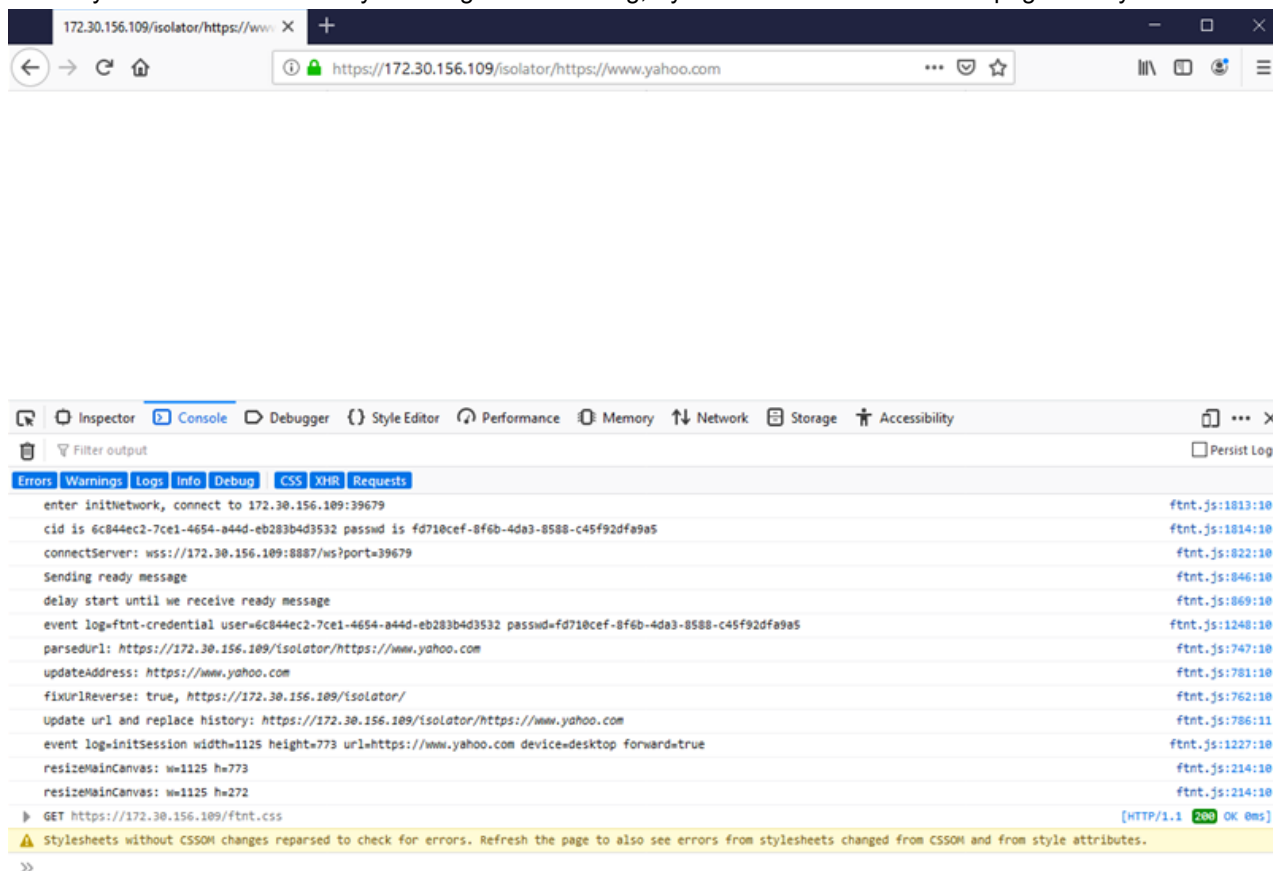 172.30.156.109/isolator/https://www
https://172.30.156.109/isolator/https://www.yahoo.com
Inspector Console Debugger {} Style Editor Performance Memory Network Storage Accessibility
Filter output Persist Log
Errors Warnings Logs Info Debug CSS XHR Requests
enter initNetwork, connect to 172.30.156.109:39679 ftnt.js:1813:10
cid is 6c844ec2-7ce1-4654-a44d-eb283b4d3532 passwd is fd710cef-8f6b-4da3-8588-c45f92dfa9a5 ftnt.js:1814:10
connectServer: wss://172.30.156.109:8887/ws?port=39679 ftnt.js:822:10
Sending ready message ftnt.js:846:10
delay start until we receive ready message ftnt.js:869:10
event log=ftnt-credential user=6c844ec2-7ce1-4654-a44d-eb283b4d3532 passwd=fd710cef-8f6b-4da3-8588-c45f92dfa9a5 ftnt.js:1248:10
parsedUrl: https://172.30.156.109/isolator/https://www.yahoo.com ftnt.js:747:10
updateAddress: https://www.yahoo.com ftnt.js:781:10
fixUrlReverse: true, https://172.30.156.109/isolator/ ftnt.js:762:10
Update url and replace history: https://172.30.156.109/isolator/https://www.yahoo.com ftnt.js:786:11
event log=initSession width=1125 height=773 url=https://www.yahoo.com device=desktop forward=true ftnt.js:1227:10
resizeMainCanvas: w=1125 h=773 ftnt.js:214:10
resizeMainCanvas: w=1125 h=272 ftnt.js:214:10
GET https://172.30.156.109/ftnt.css [HTTP/1.1 200 OK 0ms]
Stylesheets without CSSOM changes reparsed to check for errors. Refresh the page to also see errors from stylesheets changed from CSSOM and from style attributes.